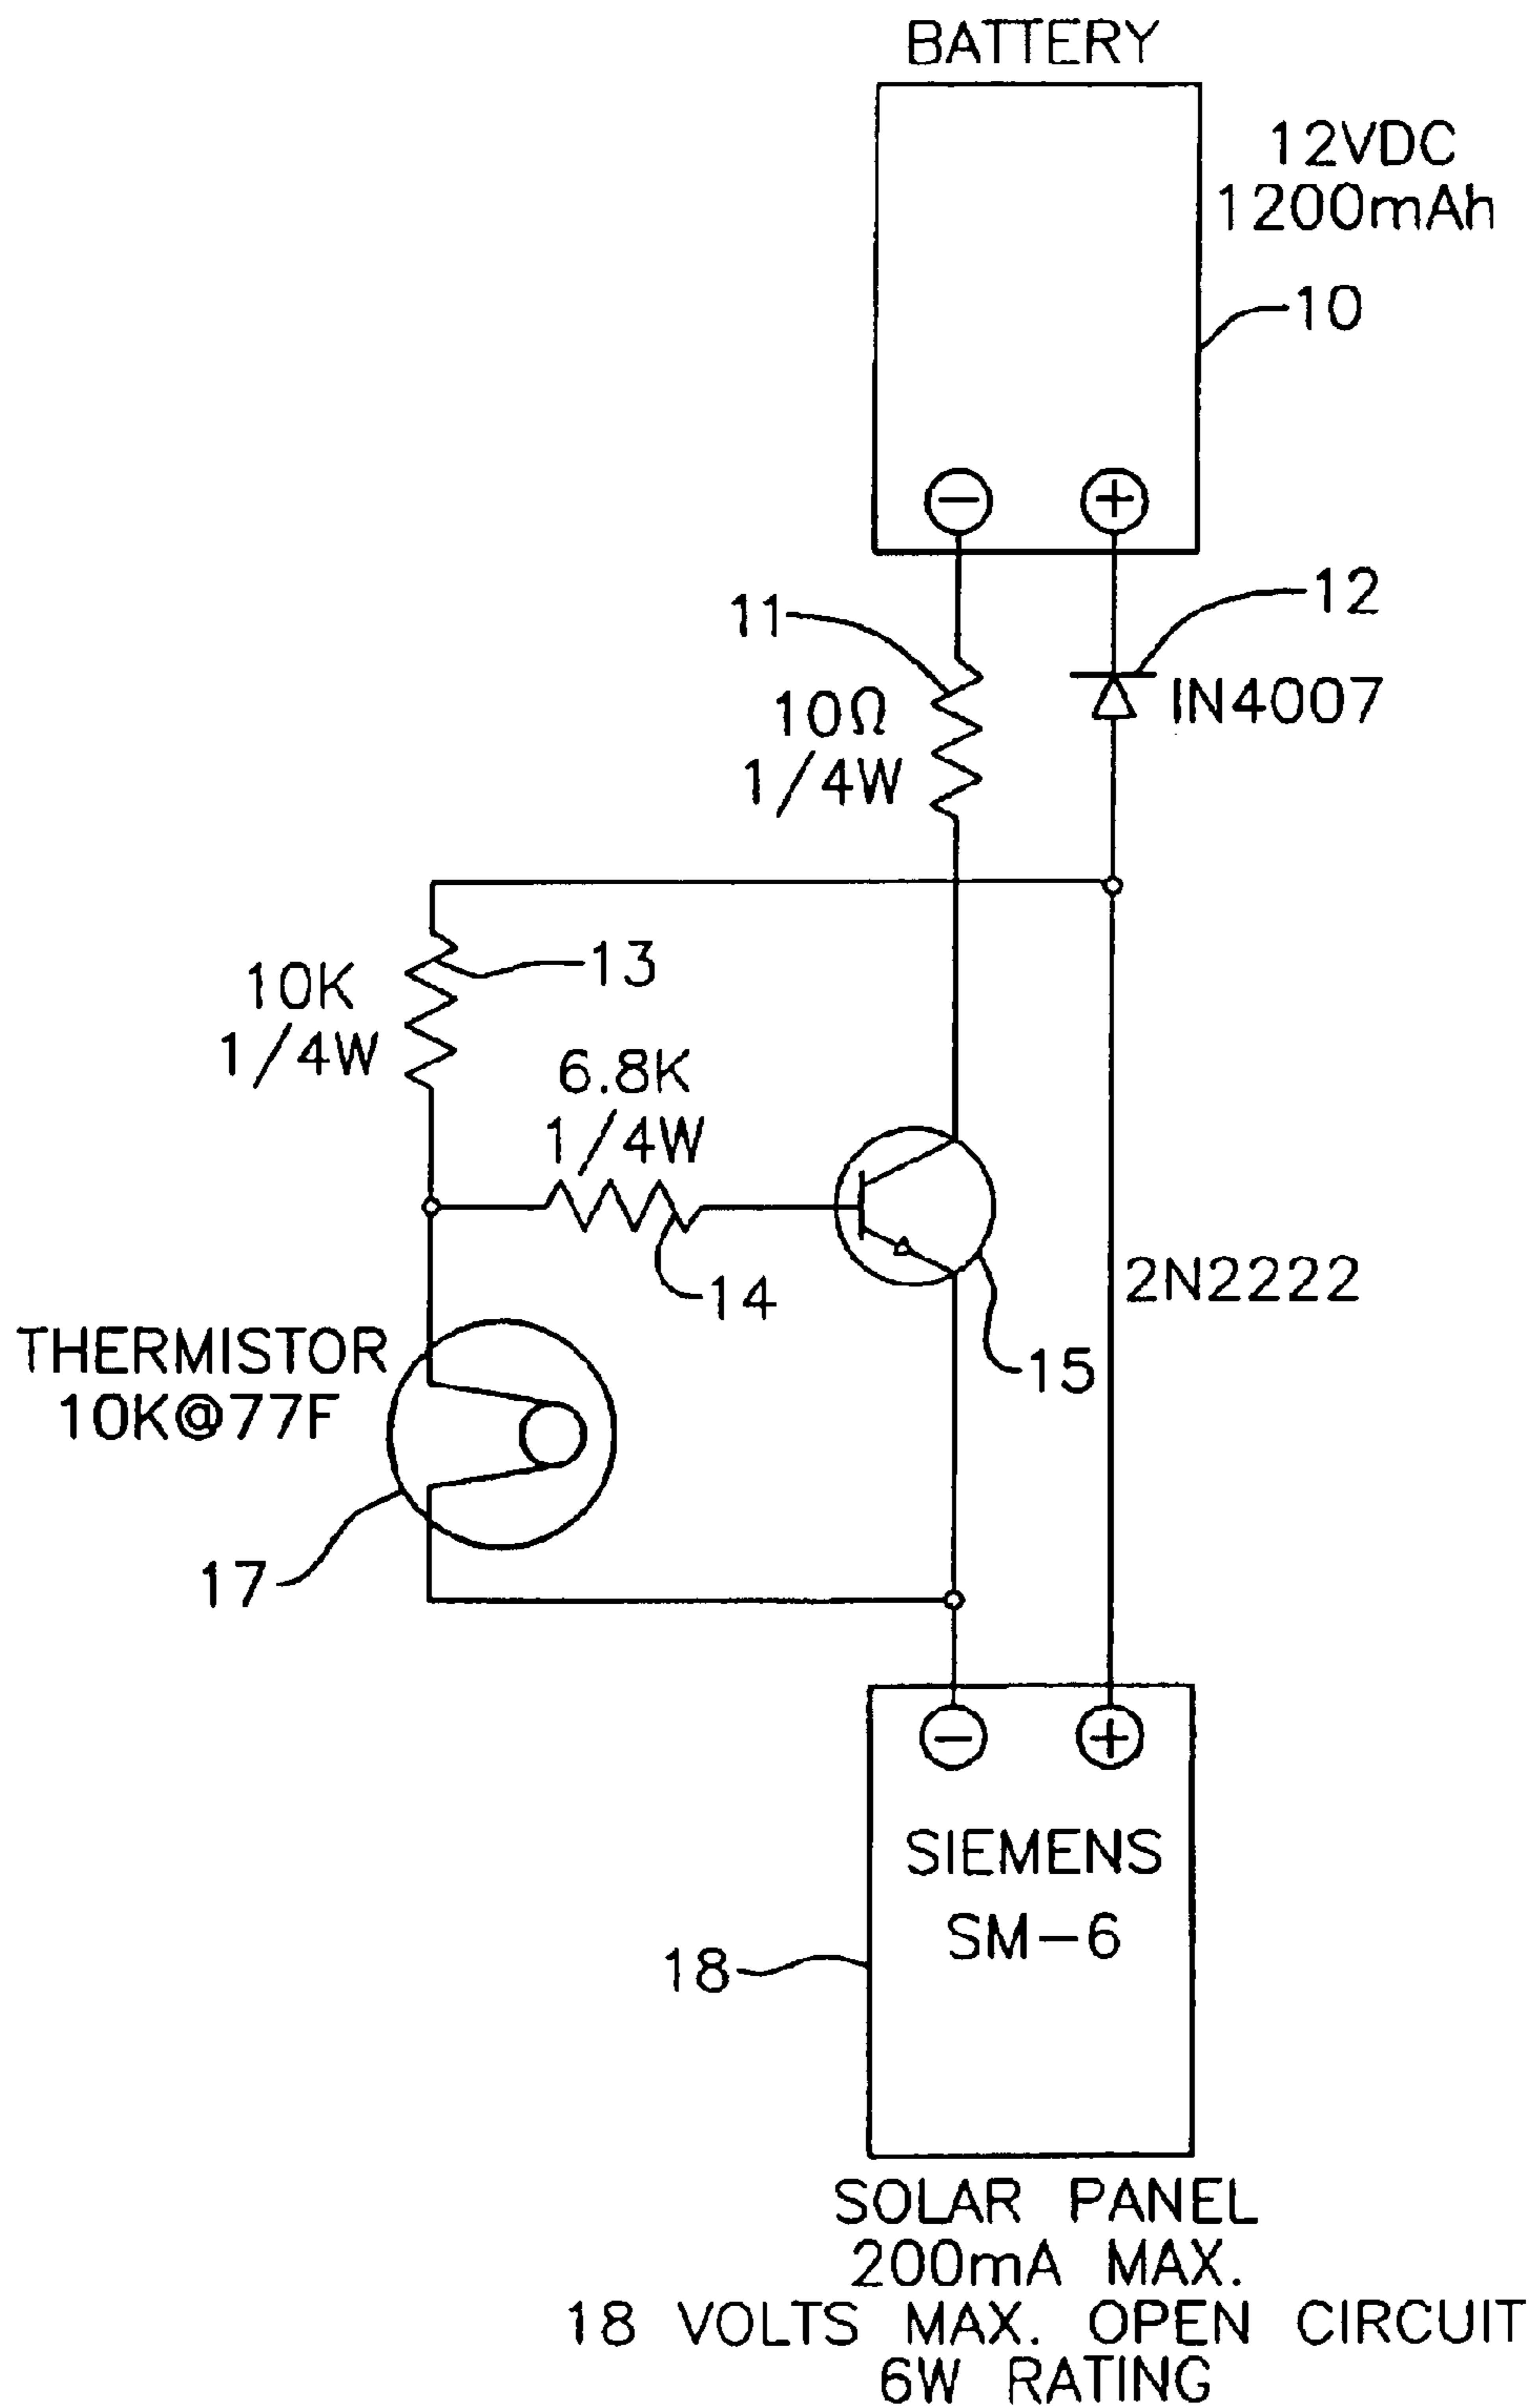 BATTERY
12VDC
1200mAh
10
−
+
11
12
10Ω
1/4W
IN4007
13
10K
1/4W
6.8K
1/4W
14
2N2222
15
THERMISTOR
10K@77F
17
−
+
SIEMENS
SM-6
18
SOLAR PANEL
200mA MAX.
18 VOLTS MAX. OPEN CIRCUIT
6W RATING